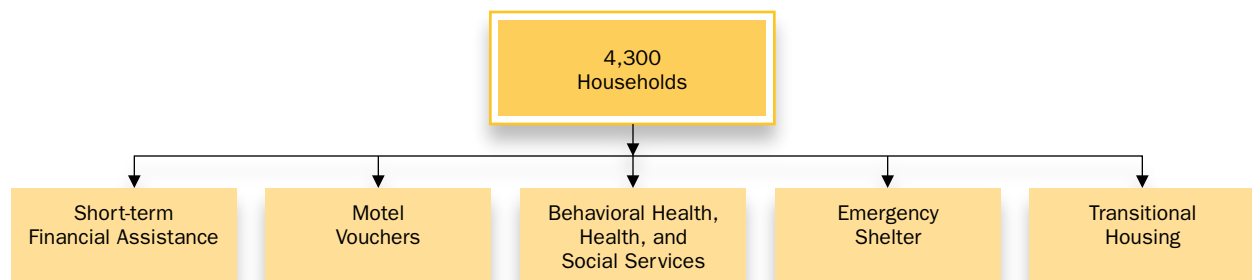 4,300
Households
Short-term
Financial Assistance
Motel
Vouchers
Behavioral Health,
Health, and
Social Services
Emergency
Shelter
Transitional
Housing